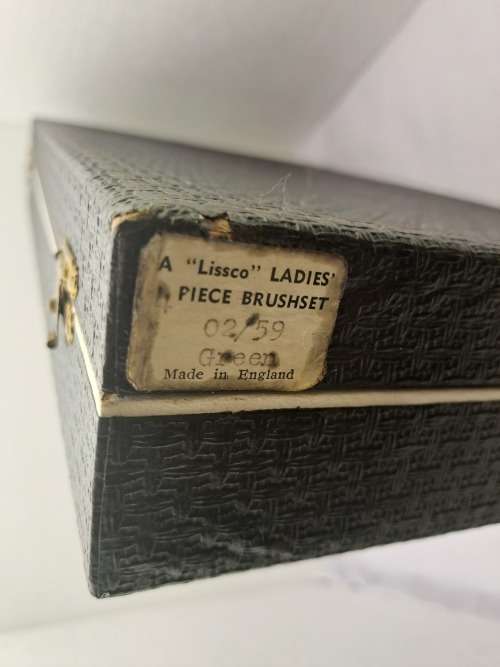 A "Lissco" LADIES'
PIECE BRUSHSET
02/59
Green
Made in England